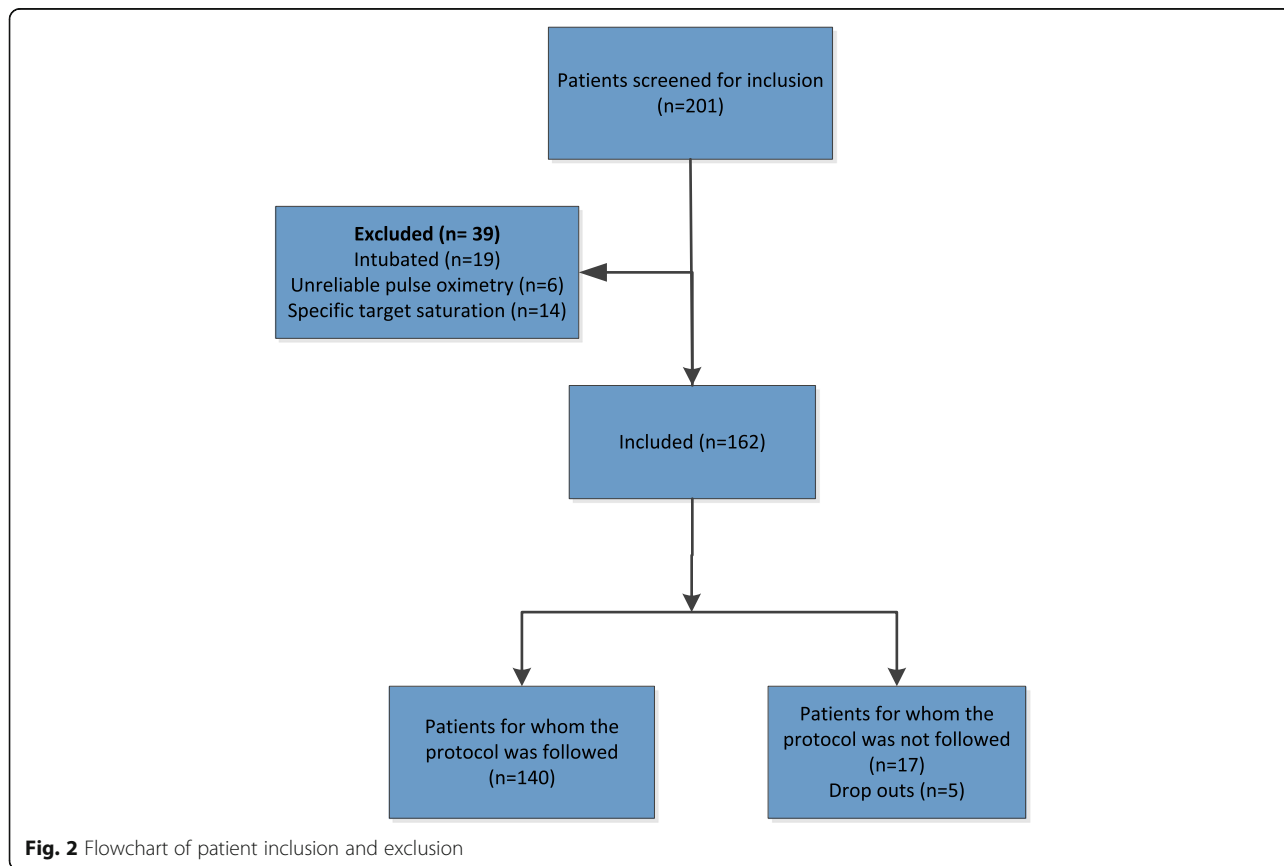 Patients screened for inclusion
(n=201)
Excluded (n= 39)
Intubated (n=19)
Unreliable pulse oximetry (n=6)
Specific target saturation (n=14)
Included (n=162)
Patients for whom the
protocol was followed
(n=140)
Patients for whom the
protocol was not followed
(n=17)
Drop outs (n=5)
Fig. 2 Flowchart of patient inclusion and exclusion